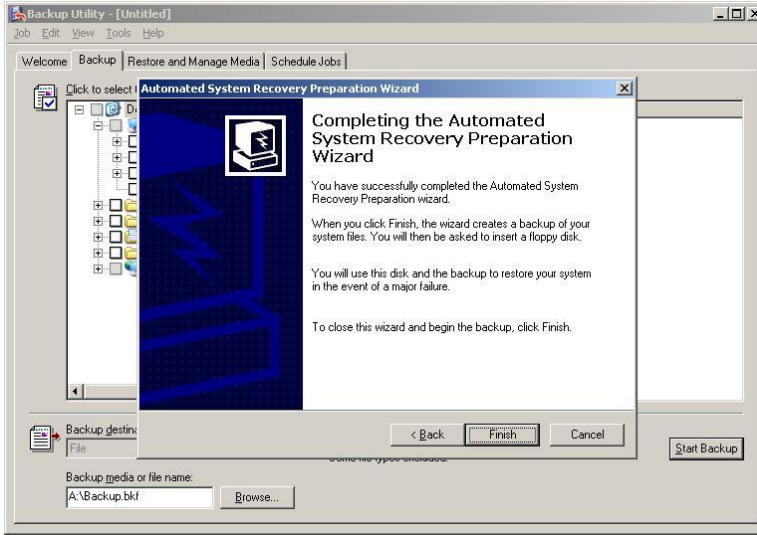 Backup Utility - [Untitled]
Job Edit View Tools Help
Welcome Backup Restore and Manage Media Schedule Jobs
Click to select
Automated System Recovery Preparation Wizard
Completing the Automated
System Recovery Preparation
Wizard
You have successfully completed the Automated System
Recovery Preparation wizard.
When you click Finish, the wizard creates a backup of your
system files. You will then be asked to insert a floppy disk.
You will use this disk and the backup to restore your system
in the event of a major failure.
To close this wizard and begin the backup, click Finish.
< Back Finish Cancel
Backup destina
File
Start Backup
Backup media or file name:
A:\Backup.bkf
Browse...